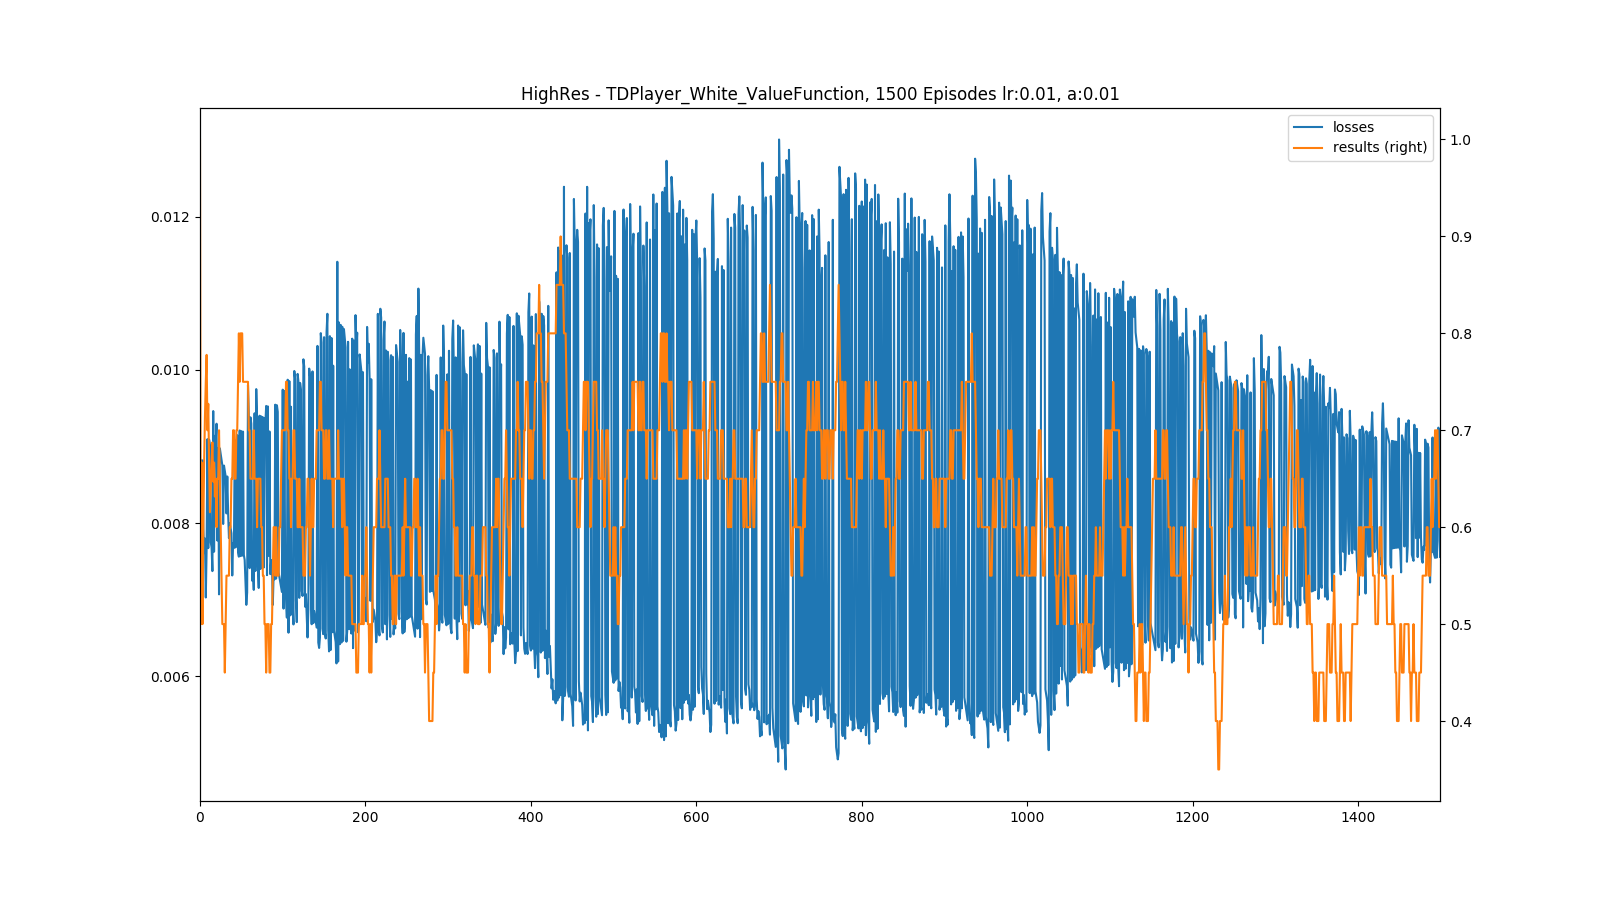 HighRes - TDPlayer_White_ValueFunction, 1500 Episodes lr:0.01, a:0.01
losses
results (right)
0.012
0.010
0.008
0.006
1.0
0.9
0.8
0.7
0.6
0.5
0.4
0 200 400 600 800 1000 1200 1400